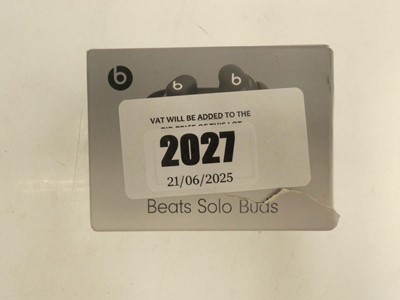 VAT WILL BE ADDED TO THE
2027
21/06/2025
Beats Solo Buds